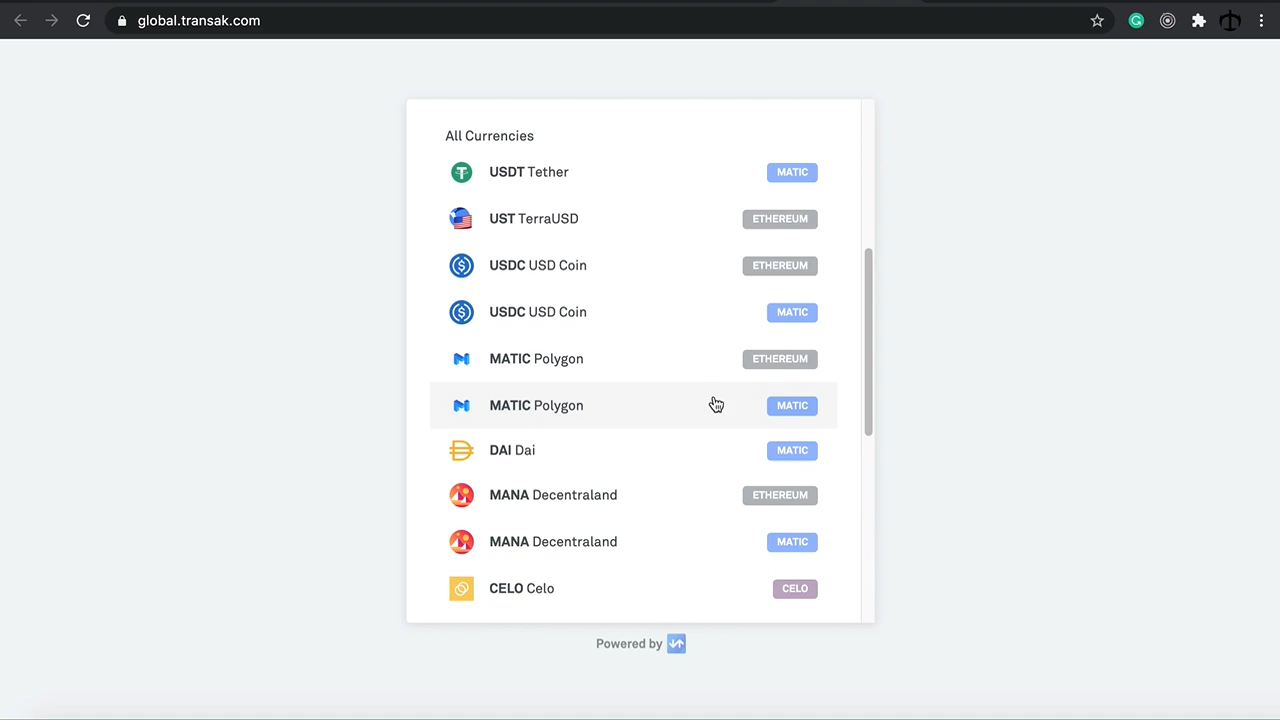 global.transak.com
All Currencies
USDT Tether MATIC
UST TerraUSD ETHEREUM
USDC USD Coin ETHEREUM
USDC USD Coin MATIC
MATIC Polygon ETHEREUM
MATIC Polygon MATIC
DAI Dai MATIC
MANA Decentraland ETHEREUM
MANA Decentraland MATIC
CELO Celo CELO
Powered by